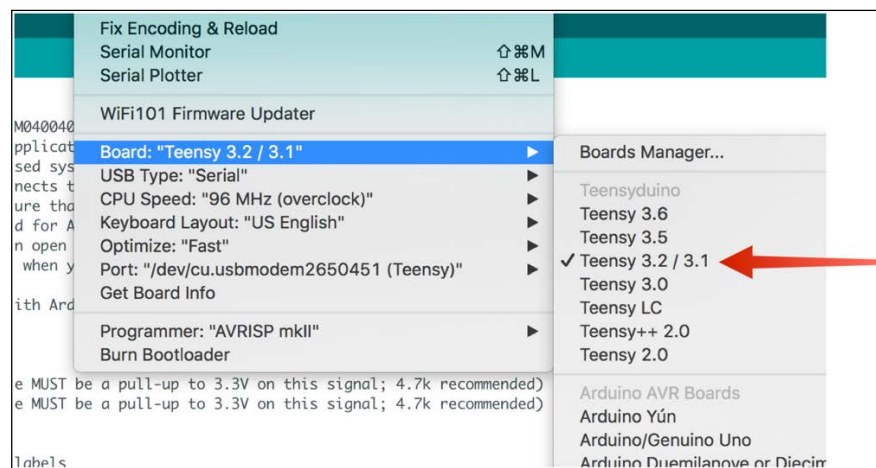 Fix Encoding & Reload
Serial Monitor ⇧⌘M
Serial Plotter ⇧⌘L
WiFi101 Firmware Updater
Board: "Teensy 3.2 / 3.1"
USB Type: "Serial"
CPU Speed: "96 MHz (overclock)"
Keyboard Layout: "US English"
Optimize: "Fast"
Port: "/dev/cu.usbmodem2650451 (Teensy)"
Get Board Info
Programmer: "AVRISP mkII"
Burn Bootloader
Boards Manager...
Teensyduino
Teensy 3.6
Teensy 3.5
✓ Teensy 3.2 / 3.1
Teensy 3.0
Teensy LC
Teensy++ 2.0
Teensy 2.0
Arduino AVR Boards
Arduino Yún
Arduino/Genuino Uno
Arduino Duemilanove or Diecim
M040040
pplicat
sed sys
nects t
ure tha
d for A
n open
when y
ith Ard
e MUST be a pull-up to 3.3V on this signal; 4.7k recommended)
e MUST be a pull-up to 3.3V on this signal; 4.7k recommended)
labels